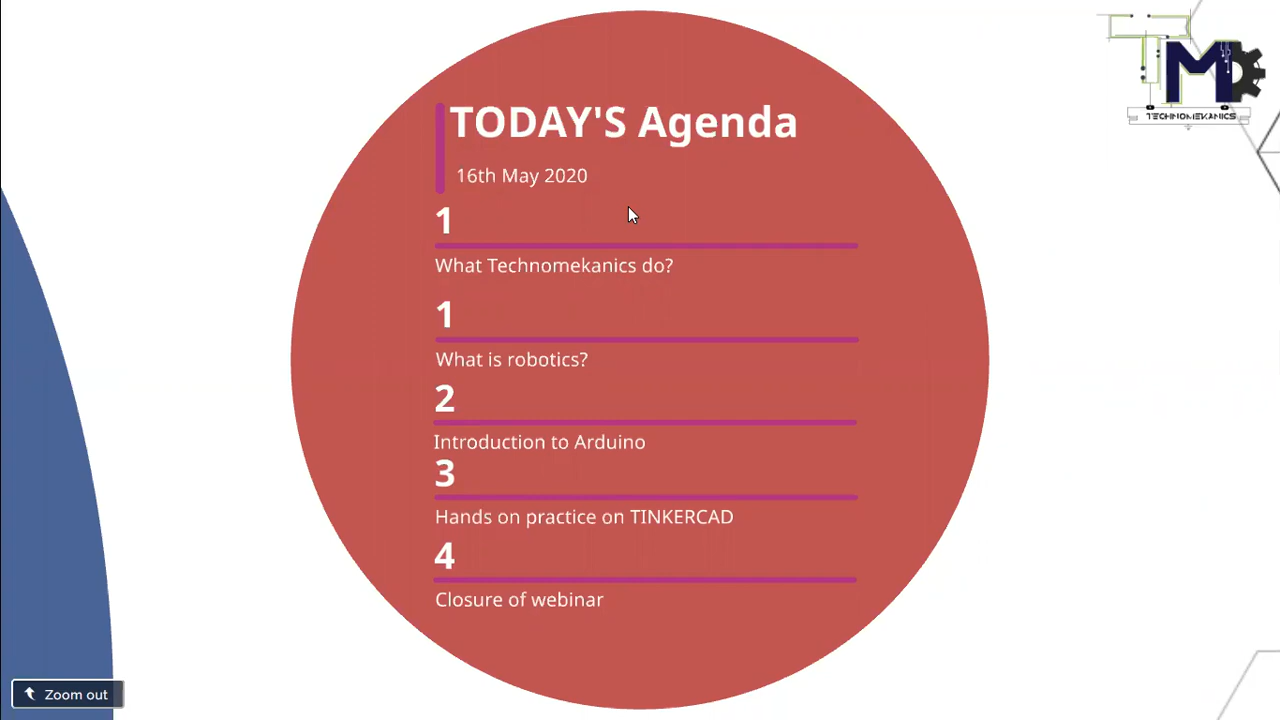 TODAY'S Agenda
16th May 2020
1
What Technomekanics do?
1
What is robotics?
2
Introduction to Arduino
3
Hands on practice on TINKERCAD
4
Closure of webinar
TM
TECHNOMEKANICS
Zoom out